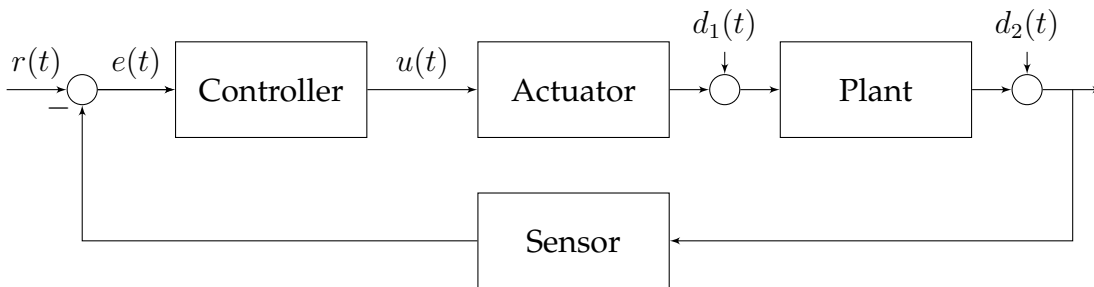 d₁(t) d₂(t)
r(t) e(t) u(t)
− Controller Actuator Plant
Sensor